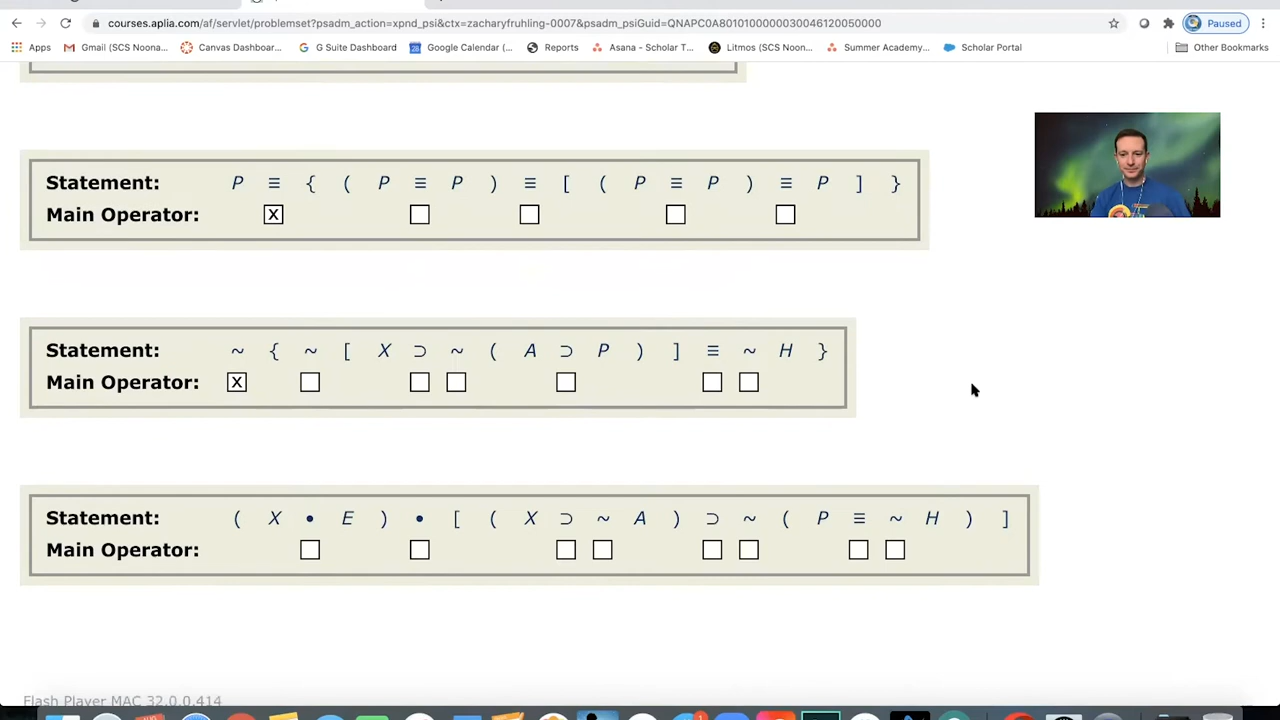 courses.aplia.com/af/servlet/problemset?psadm_action=xpnd_psi&ctx=zacharyfruhling-0007&psadm_psiGuid=QNAPC0A801010000003004612005​0000
Paused
Apps Gmail (SCS Noona... Canvas Dashboar... G Suite Dashboard Google Calendar (... Reports Asana - Scholar T... Litmos (SCS Noon... Summer Academy... Scholar Portal Other Bookmarks
Statement: P ≡ { ( P ≡ P ) ≡ [ ( P ≡ P ) ≡ P ] }
Main Operator: X
Statement: ~ { ~ [ X ⊃ ~ ( A ⊃ P ) ] ≡ ~ H }
Main Operator: X
Statement: ( X • E ) • [ ( X ⊃ ~ A ) ⊃ ~ ( P ≡ ~ H ) ]
Main Operator:
Flash Player MAC 32.0.0.414